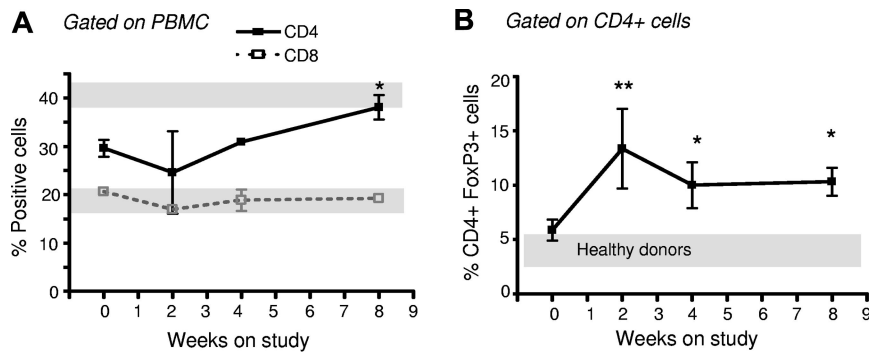 A
Gated on PBMC
CD4
CD8
% Positive cells
40
30
20
10
0
*
0 1 2 3 4 5 6 7 8 9
Weeks on study
B
Gated on CD4+ cells
% CD4+ FoxP3+ cells
20
15
10
5
0
**
*
*
Healthy donors
0 1 2 3 4 5 6 7 8 9
Weeks on study